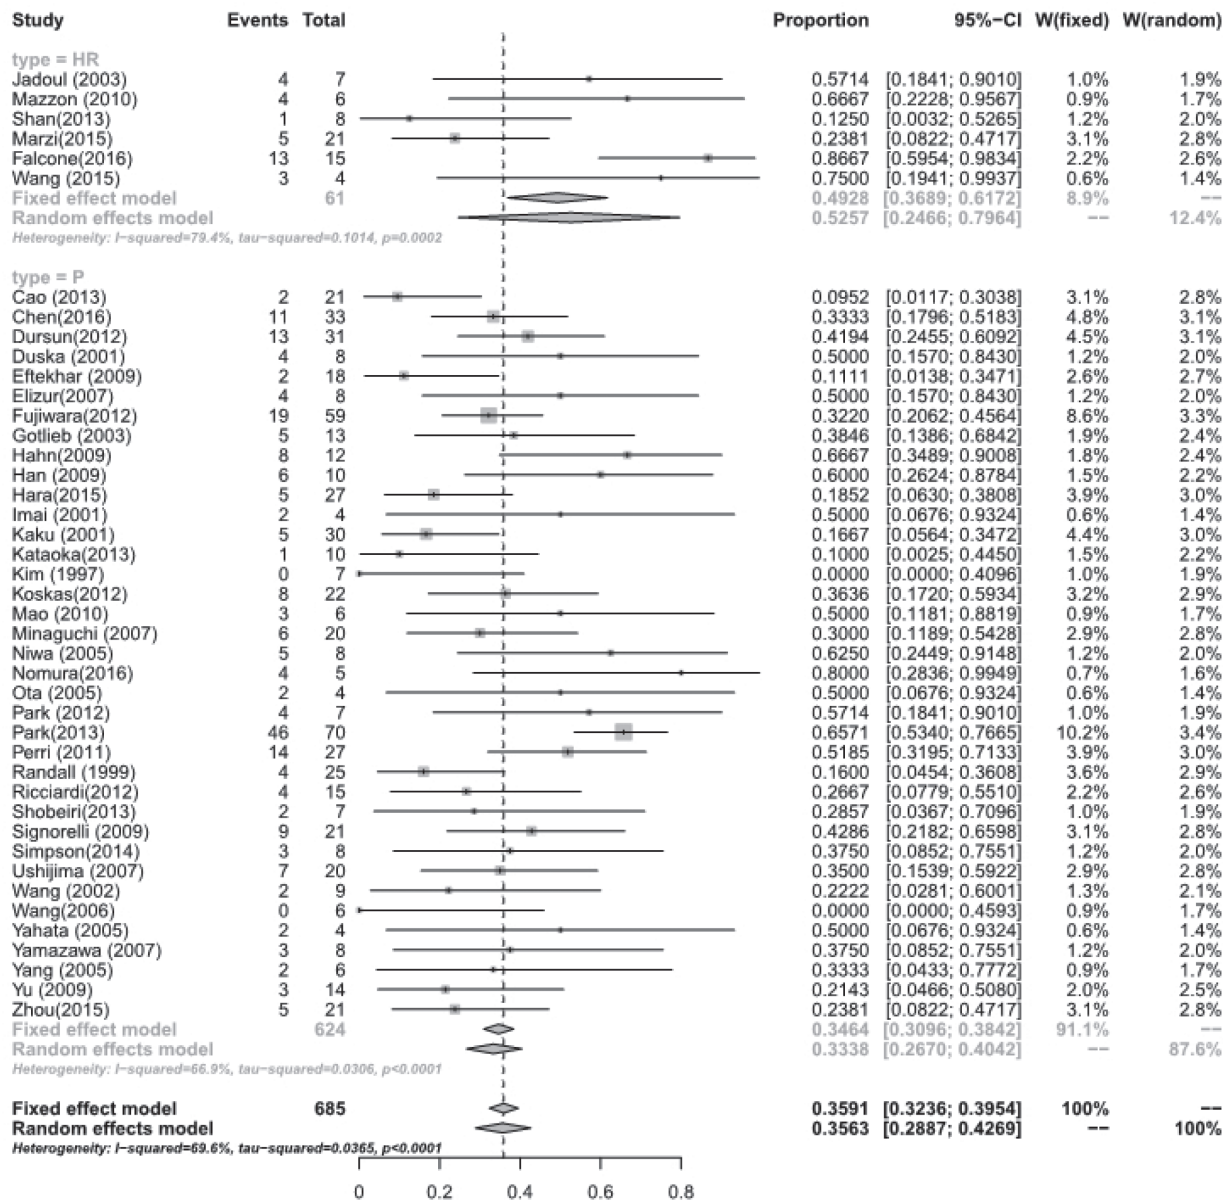 Study Events Total Proportion 95%−CI W(fixed) W(random)
type = HR
Jadoul (2003) 4 7 0.5714 [0.1841; 0.9010] 1.0% 1.9%
Mazzon (2010) 4 6 0.6667 [0.2228; 0.9567] 0.9% 1.7%
Shan(2013) 1 8 0.1250 [0.0032; 0.5265] 1.2% 2.0%
Marzi(2015) 5 21 0.2381 [0.0822; 0.4717] 3.1% 2.8%
Falcone(2016) 13 15 0.8667 [0.5954; 0.9834] 2.2% 2.6%
Wang (2015) 3 4 0.7500 [0.1941; 0.9937] 0.6% 1.4%
Fixed effect model 61 0.4928 [0.3689; 0.6172] 8.9% −−
Random effects model 0.5257 [0.2466; 0.7964] −− 12.4%
Heterogeneity: I−squared=79.4%, tau−squared=0.1014, p=0.0002
type = P
Cao (2013) 2 21 0.0952 [0.0117; 0.3038] 3.1% 2.8%
Chen(2016) 11 33 0.3333 [0.1796; 0.5183] 4.8% 3.1%
Dursun(2012) 13 31 0.4194 [0.2455; 0.6092] 4.5% 3.0%
Duska (2001) 4 8 0.5000 [0.1570; 0.8430] 1.2% 2.0%
Eftekhar (2009) 2 18 0.1111 [0.0138; 0.3471] 2.6% 2.7%
Elizur(2007) 4 8 0.5000 [0.1570; 0.8430] 1.2% 2.0%
Fujiwara(2012) 19 59 0.3220 [0.2062; 0.4564] 8.6% 3.3%
Gotlieb (2003) 5 13 0.3846 [0.1386; 0.6842] 1.9% 2.4%
Hahn(2009) 8 12 0.6667 [0.3489; 0.9008] 1.8% 2.4%
Han (2009) 6 10 0.6000 [0.2624; 0.8784] 1.5% 2.2%
Hara(2015) 5 27 0.1852 [0.0630; 0.3808] 3.9% 3.0%
Imai (2001) 2 4 0.5000 [0.0676; 0.9324] 0.6% 1.4%
Kaku (2001) 5 30 0.1667 [0.0564; 0.3472] 4.4% 3.0%
Kataoka(2013) 1 10 0.1000 [0.0025; 0.4450] 1.5% 2.2%
Kim (1997) 0 7 0.0000 [0.0000; 0.4096] 1.0% 1.9%
Koskas(2012) 8 22 0.3636 [0.1720; 0.5934] 3.2% 2.9%
Mao (2010) 3 6 0.5000 [0.1181; 0.8819] 0.9% 1.7%
Minaguchi (2007) 6 20 0.3000 [0.1189; 0.5428] 2.9% 2.8%
Niwa (2005) 5 8 0.6250 [0.2449; 0.9148] 1.2% 2.0%
Nomura(2016) 4 5 0.8000 [0.2836; 0.9949] 0.7% 1.6%
Ota (2005) 2 4 0.5000 [0.0676; 0.9324] 0.6% 1.4%
Park (2012) 4 7 0.5714 [0.1841; 0.9010] 1.0% 1.9%
Park(2013) 46 70 0.6571 [0.5340; 0.7665] 10.2% 3.4%
Perri (2011) 14 27 0.5185 [0.3195; 0.7133] 3.9% 3.0%
Randall (1999) 4 25 0.1600 [0.0454; 0.3608] 3.6% 2.9%
Ricciardi(2012) 4 15 0.2667 [0.0779; 0.5510] 2.2% 2.6%
Shobeiri(2013) 2 7 0.2857 [0.0367; 0.7096] 1.0% 1.9%
Signorelli (2009) 9 21 0.4286 [0.2182; 0.6598] 3.1% 2.8%
Simpson(2014) 3 8 0.3750 [0.0852; 0.7551] 1.2% 2.0%
Ushijima (2007) 7 20 0.3500 [0.1539; 0.5922] 2.9% 2.8%
Wang (2002) 2 9 0.2222 [0.0281; 0.6001] 1.3% 2.1%
Wang(2006) 0 6 0.0000 [0.0000; 0.4593] 0.9% 1.7%
Yahata (2005) 2 4 0.5000 [0.0676; 0.9324] 0.6% 1.4%
Yamazawa (2007) 3 8 0.3750 [0.0852; 0.7551] 1.2% 2.0%
Yang (2005) 2 6 0.3333 [0.0433; 0.7772] 0.9% 1.7%
Yu (2009) 3 14 0.2143 [0.0466; 0.5080] 2.0% 2.5%
Zhou(2015) 5 21 0.2381 [0.0822; 0.4717] 3.1% 2.8%
Fixed effect model 624 0.3464 [0.3096; 0.3842] 91.1% −−
Random effects model 0.3338 [0.2670; 0.4042] −− 87.6%
Heterogeneity: I−squared=66.9%, tau−squared=0.0306, p<0.0001
Fixed effect model 685 0.3591 [0.3236; 0.3954] 100% −−
Random effects model 0.3563 [0.2887; 0.4269] −− 100%
Heterogeneity: I−squared=69.6%, tau−squared=0.0365, p<0.0001
0 0.2 0.4 0.6 0.8